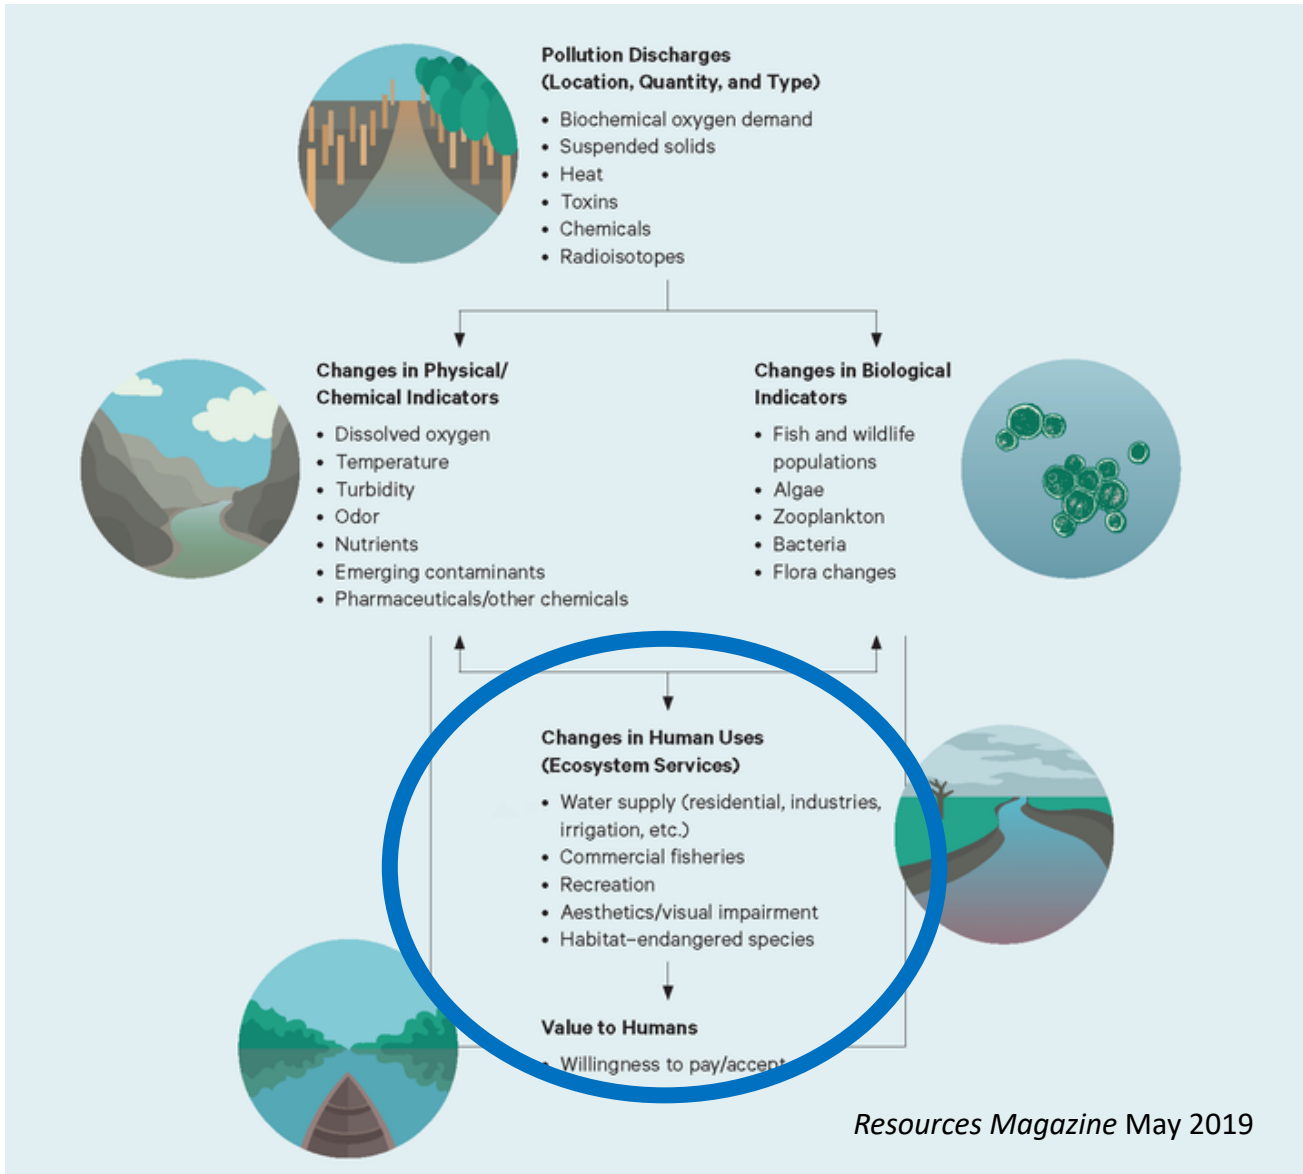 Pollution Discharges
(Location, Quantity, and Type)
• Biochemical oxygen demand
• Suspended solids
• Heat
• Toxins
• Chemicals
• Radioisotopes
Changes in Physical/
Chemical Indicators
• Dissolved oxygen
• Temperature
• Turbidity
• Odor
• Nutrients
• Emerging contaminants
• Pharmaceuticals/other chemicals
Changes in Biological
Indicators
• Fish and wildlife
populations
• Algae
• Zooplankton
• Bacteria
• Flora changes
Changes in Human Uses
(Ecosystem Services)
• Water supply (residential, industries,
irrigation, etc.)
• Commercial fisheries
• Recreation
• Aesthetics/visual impairment
• Habitat–endangered species
Value to Humans
• Willingness to pay/accept
Resources Magazine May 2019